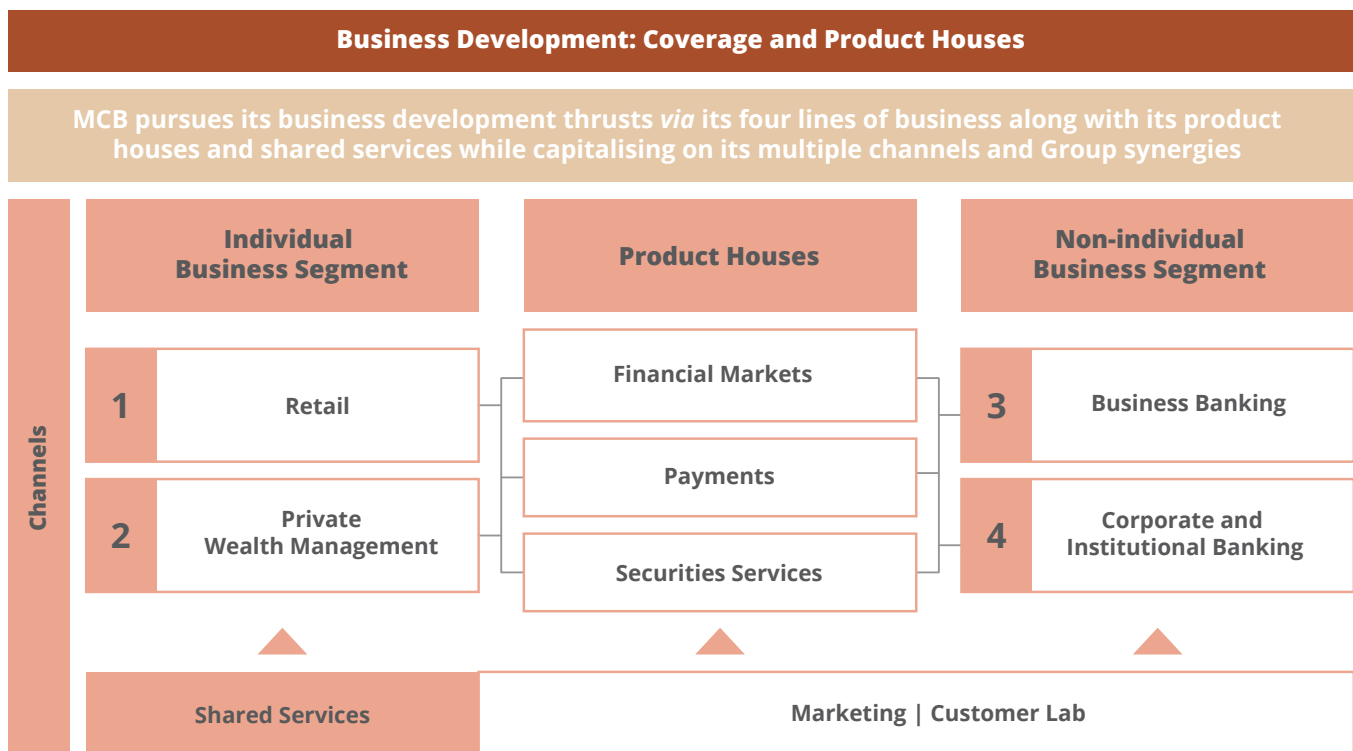 Business Development: Coverage and Product Houses
MCB pursues its business development thrusts via its four lines of business along with its product
houses and shared services while capitalising on its multiple channels and Group synergies
Channels
Individual
Business Segment
1
Retail
2
Private
Wealth Management
Product Houses
Financial Markets
Payments
Securities Services
Non-individual
Business Segment
3
Business Banking
4
Corporate and
Institutional Banking
Shared Services
Marketing | Customer Lab